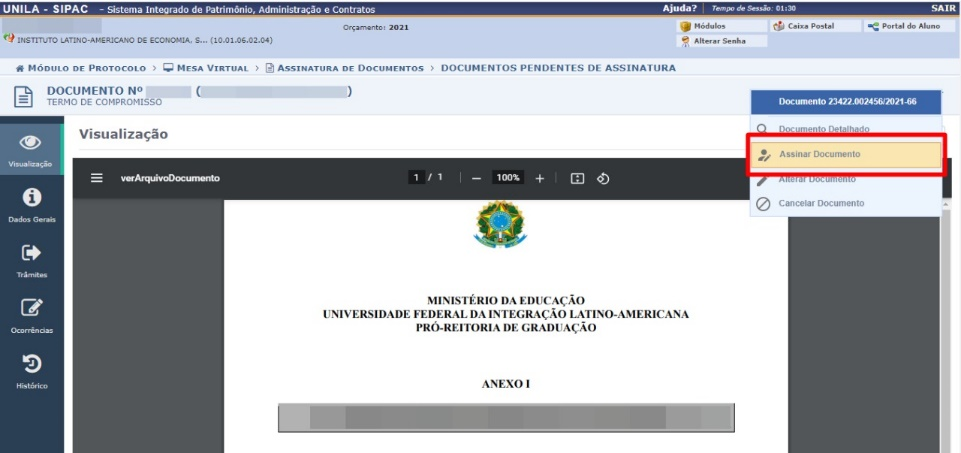 UNILA - SIPAC - Sistema Integrado de Patrimônio, Administração e Contratos
Ajuda? Tempo de Sessão: 01:30 SAIR
INSTITUTO LATINO-AMERICANO DE ECONOMIA, S... (10.01.06.02.04)
Orçamento: 2021
Módulos Caixa Postal Portal do Aluno
Alterar Senha
MÓDULO DE PROTOCOLO > MESA VIRTUAL > ASSINATURA DE DOCUMENTOS > DOCUMENTOS PENDENTES DE ASSINATURA
DOCUMENTO Nº ( )
TERMO DE COMPROMISSO
Documento 23422.002456/2021-66
Documento Detalhado
Assinar Documento
Alterar Documento
Cancelar Documento
Visualização
Dados Gerais
Trâmites
Ocorrências
Histórico
Visualização
verArquivoDocumento 1 / 1 | — 100% + |
MINISTÉRIO DA EDUCAÇÃO
UNIVERSIDADE FEDERAL DA INTEGRAÇÃO LATINO-AMERICANA
PRÓ-REITORIA DE GRADUAÇÃO
ANEXO I